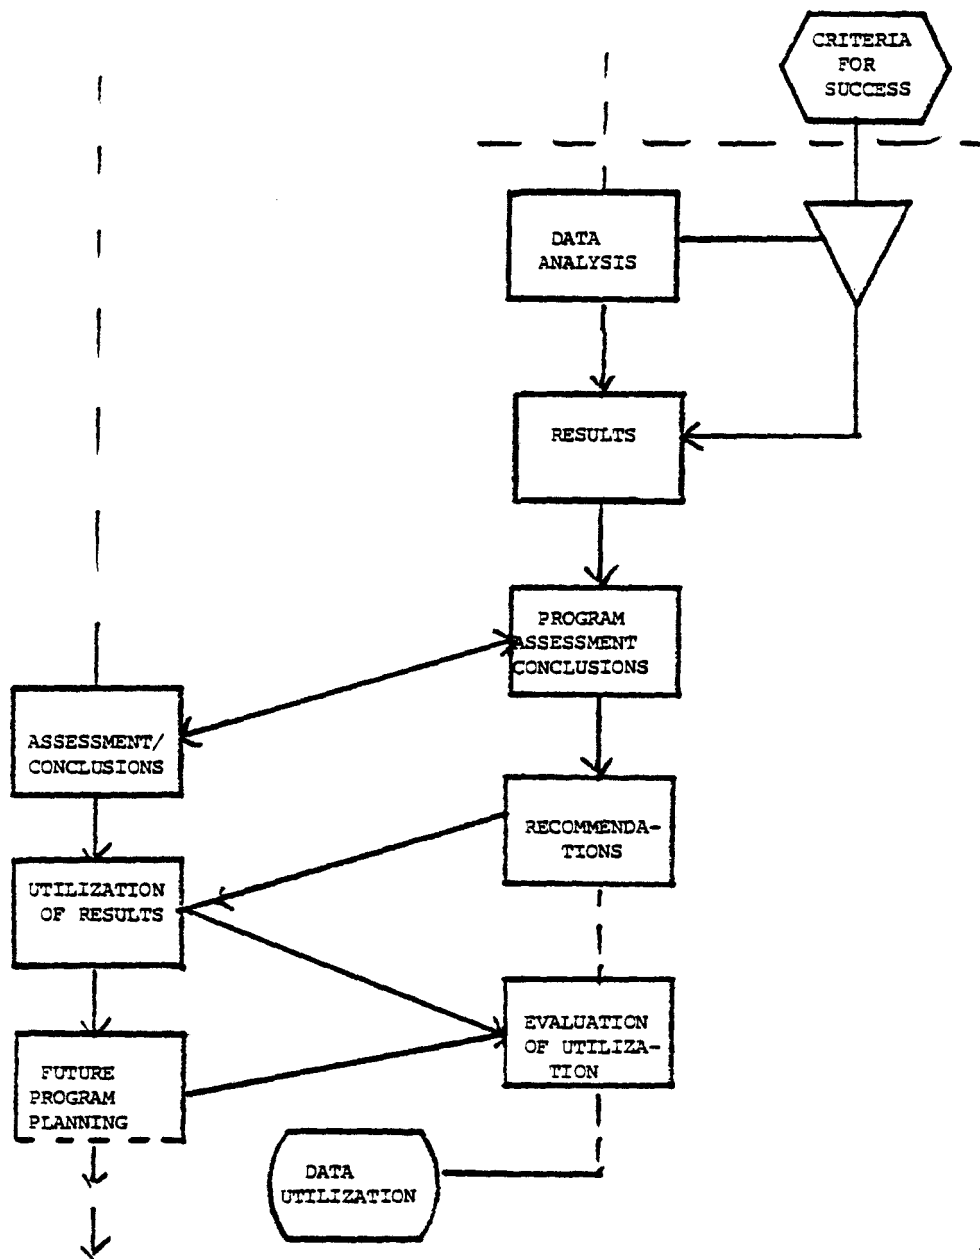 CRITERIA
FOR
SUCCESS
DATA
ANALYSIS
RESULTS
PROGRAM
ASSESSMENT
CONCLUSIONS
ASSESSMENT/
CONCLUSIONS
RECOMMENDA-
TIONS
UTILIZATION
OF RESULTS
EVALUATION
OF UTILIZA-
TION
FUTURE
PROGRAM
PLANNING
DATA
UTILIZATION